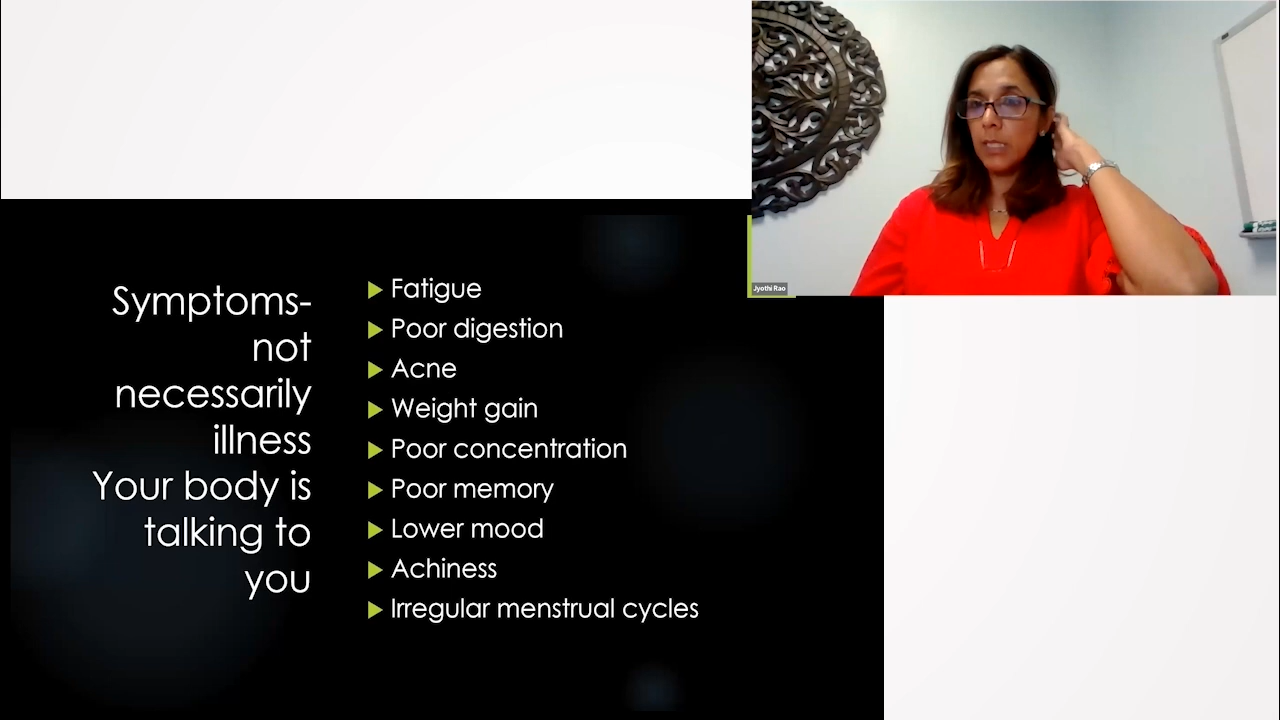 Symptoms-
not
necessarily
illness
Your body is
talking to
you
Fatigue
Poor digestion
Acne
Weight gain
Poor concentration
Poor memory
Lower mood
Achiness
Irregular menstrual cycles
Jyothi Rao